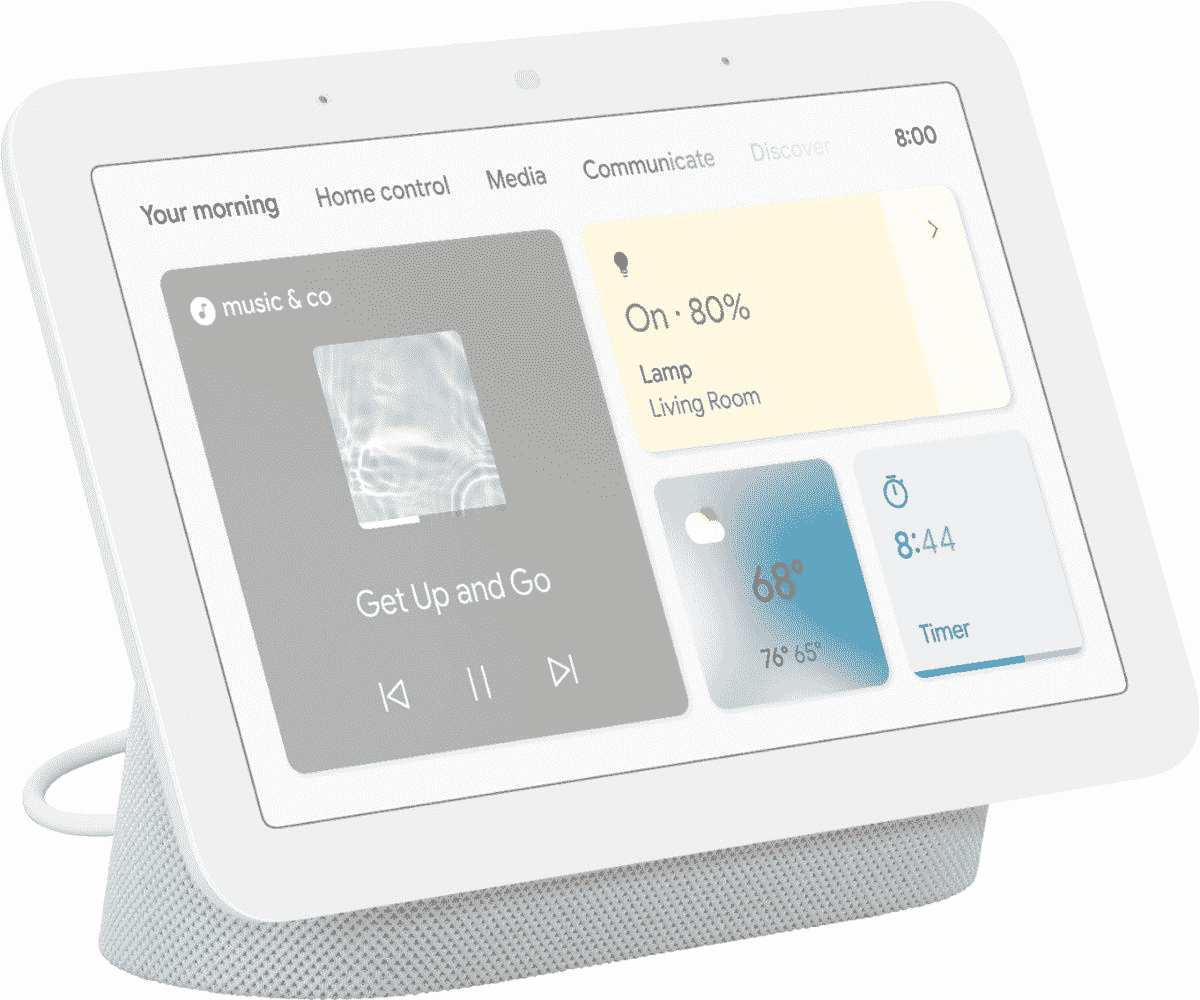 Your morning Home control Media Communicate Discover 8:00
music & co
Get Up and Go
On · 80%
Lamp
Living Room
68°
76° 65°
8:44
Timer